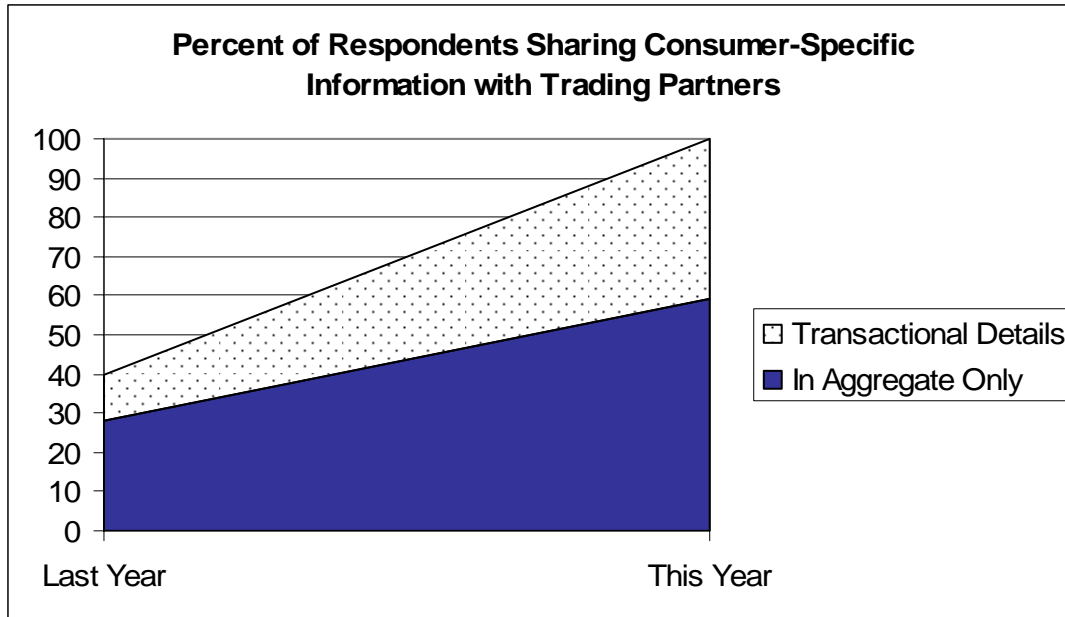 Percent of Respondents Sharing Consumer-Specific
Information with Trading Partners
100
90
80
70
60
50
40
30
20
10
0
Last Year
This Year
Transactional Details
In Aggregate Only